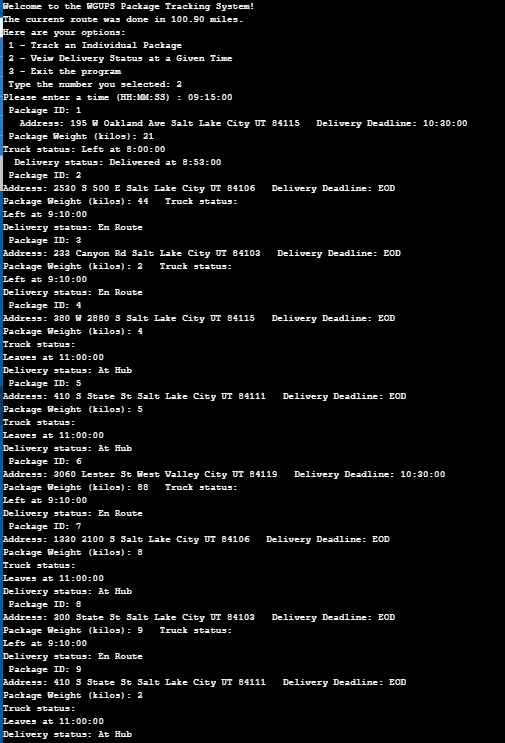 Welcome to the WGUPS Package Tracking System!
The current route was done in 100.90 miles.
Here are your options:
1 - Track an Individual Package
2 - Veiw Delivery Status at a Given Time
3 - Exit the program
Type the number you selected: 2
Please enter a time (HH:MM:SS) : 09:15:00
Package ID: 1
Address: 195 W Oakland Ave Salt Lake City UT 84115 Delivery Deadline: 10:30:00
Package Weight (kilos): 21
Truck status: Left at 8:00:00
Delivery status: Delivered at 8:53:00
Package ID: 2
Address: 2530 S 500 E Salt Lake City UT 84106 Delivery Deadline: EOD
Package Weight (kilos): 44 Truck status:
Left at 9:10:00
Delivery status: En Route
Package ID: 3
Address: 233 Canyon Rd Salt Lake City UT 84103 Delivery Deadline: EOD
Package Weight (kilos): 2 Truck status:
Left at 9:10:00
Delivery status: En Route
Package ID: 4
Address: 380 W 2880 S Salt Lake City UT 84115 Delivery Deadline: EOD
Package Weight (kilos): 4
Truck status:
Leaves at 11:00:00
Delivery status: At Hub
Package ID: 5
Address: 410 S State St Salt Lake City UT 84111 Delivery Deadline: EOD
Package Weight (kilos): 5
Truck status:
Leaves at 11:00:00
Delivery status: At Hub
Package ID: 6
Address: 3060 Lester St West Valley City UT 84119 Delivery Deadline: 10:30:00
Package Weight (kilos): 88 Truck status:
Left at 9:10:00
Delivery status: En Route
Package ID: 7
Address: 1330 2100 S Salt Lake City UT 84106 Delivery Deadline: EOD
Package Weight (kilos): 8
Truck status:
Leaves at 11:00:00
Delivery status: At Hub
Package ID: 8
Address: 300 State St Salt Lake City UT 84103 Delivery Deadline: EOD
Package Weight (kilos): 9 Truck status:
Left at 9:10:00
Delivery status: En Route
Package ID: 9
Address: 410 S State St Salt Lake City UT 84111 Delivery Deadline: EOD
Package Weight (kilos): 2
Truck status:
Leaves at 11:00:00
Delivery status: At Hub